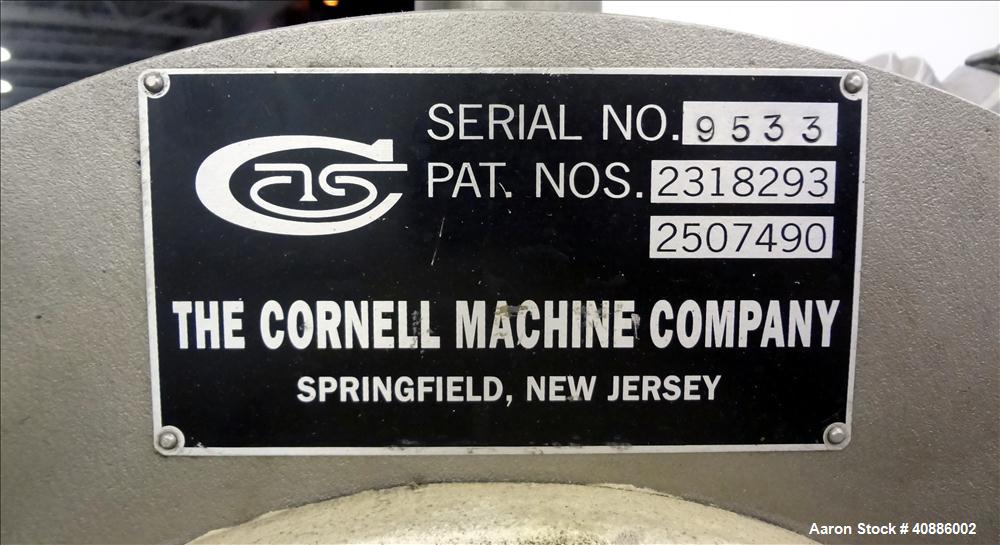 SERIAL NO. 9533
PAT. NOS. 2318293
2507490
THE CORNELL MACHINE COMPANY
SPRINGFIELD, NEW JERSEY
Aaron Stock # 40886002